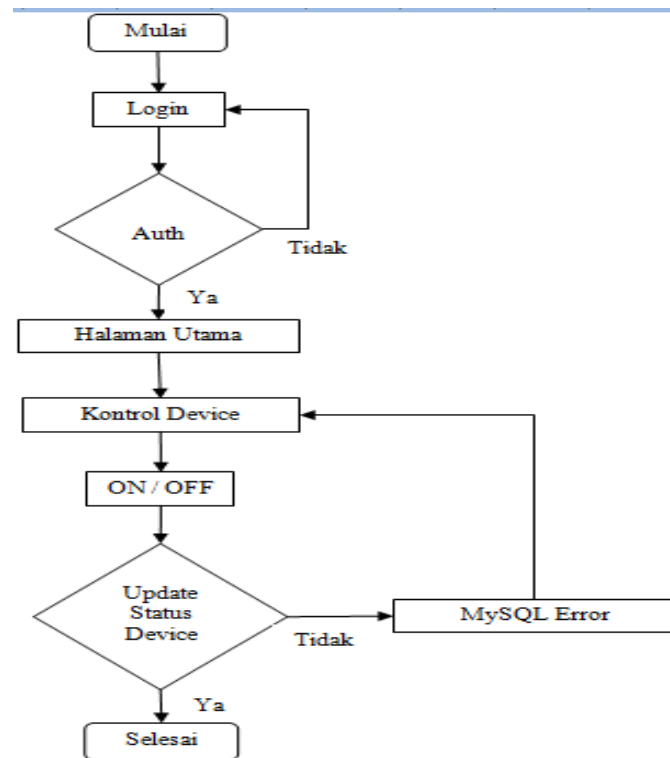 Mulai
Login
Auth
Tidak
Ya
Halaman Utama
Kontrol Device
ON / OFF
Update
Status
Device
Tidak
MySQL Error
Ya
Selesai